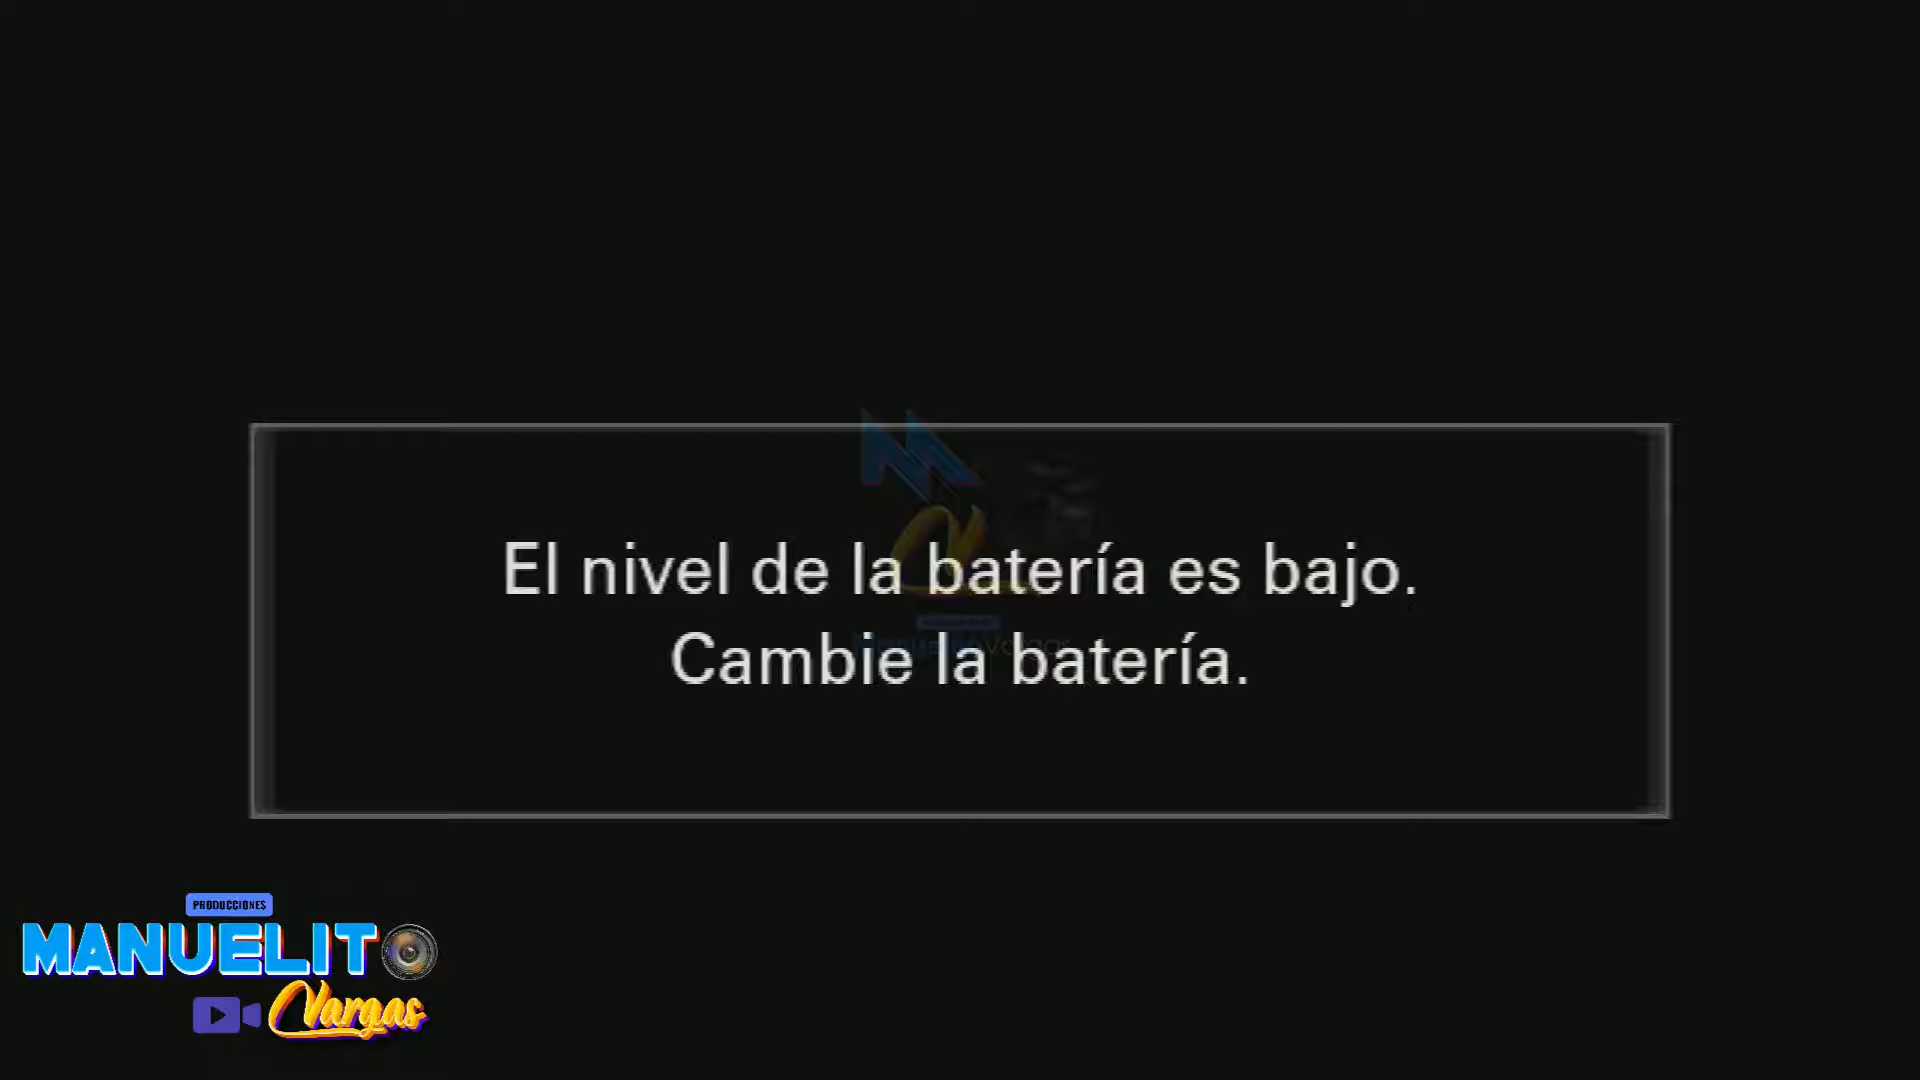 El nivel de la batería es bajo.
Cambie la batería.
PRODUCCIONES
MANUELITO
Vargas